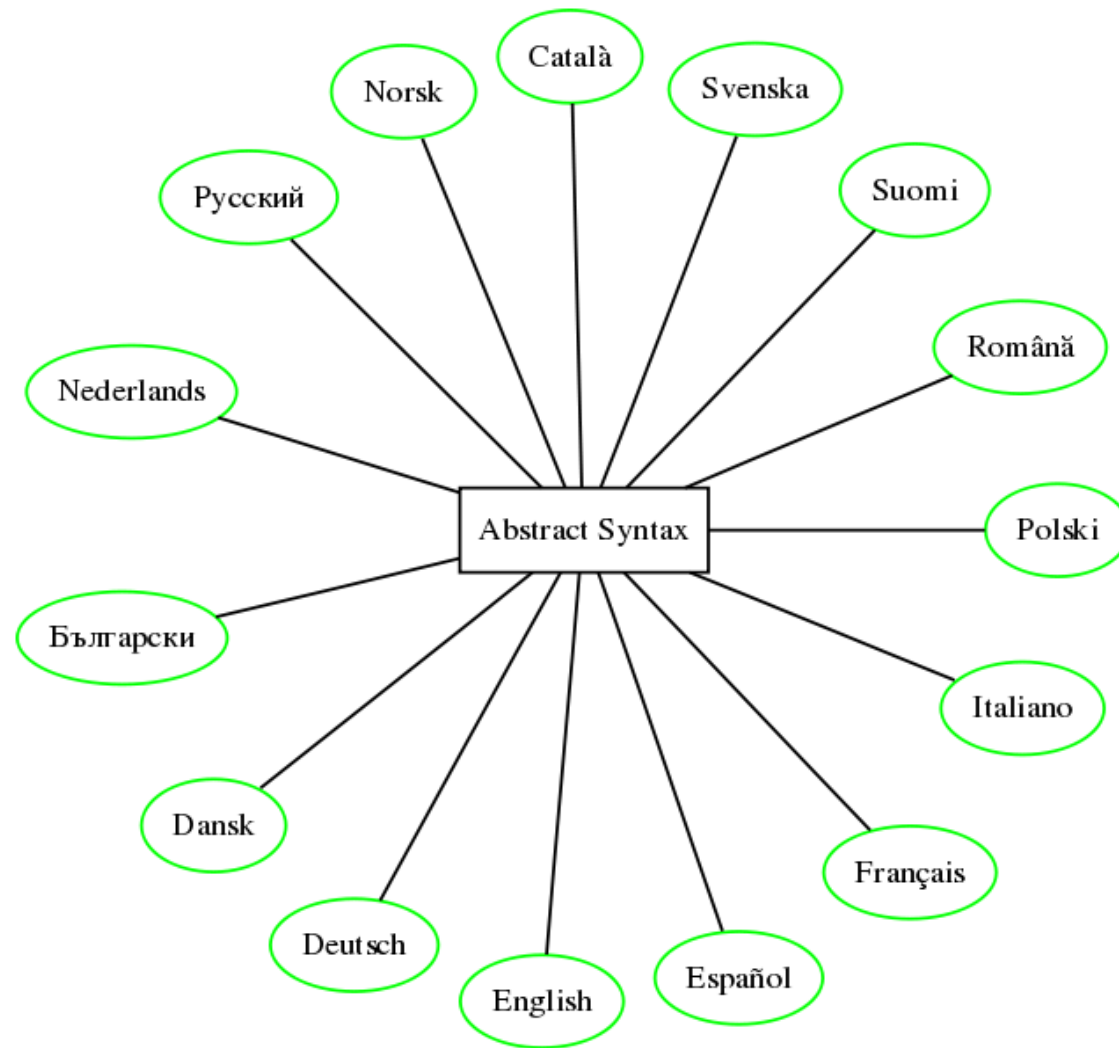 Català
Norsk
Svenska
Русский
Suomi
Română
Nederlands
Abstract Syntax
Polski
Български
Italiano
Dansk
Français
Deutsch
Español
English